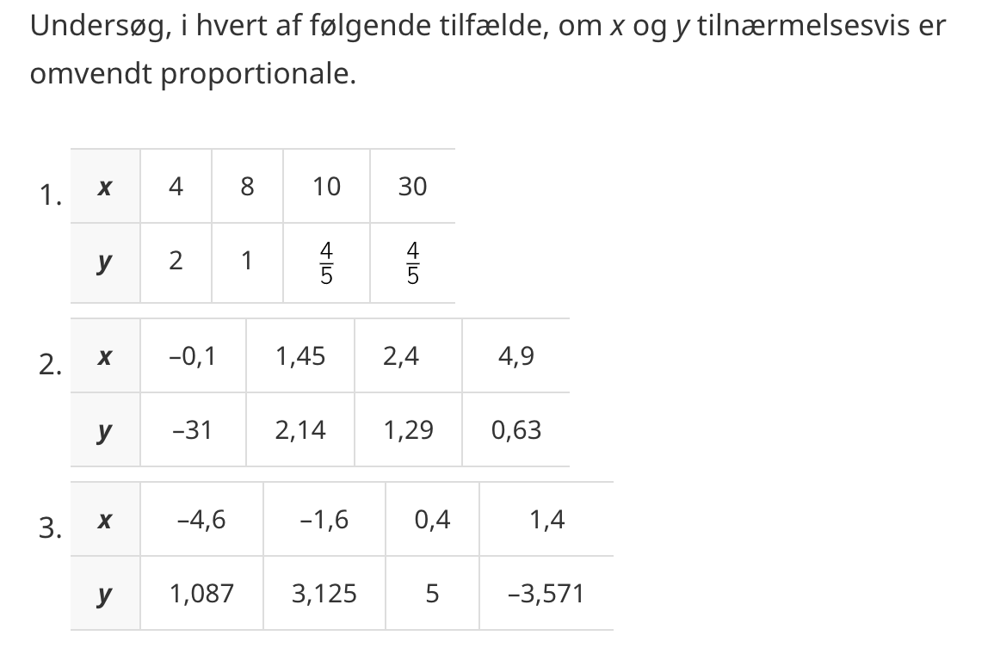 Undersøg, i hvert af følgende tilfælde, om x og y tilnærmelsesvis er
omvendt proportionale.
1. x 4 8 10 30
y 2 1 4/5 4/5
2. x –0,1 1,45 2,4 4,9
y –31 2,14 1,29 0,63
3. x –4,6 –1,6 0,4 1,4
y 1,087 3,125 5 –3,571